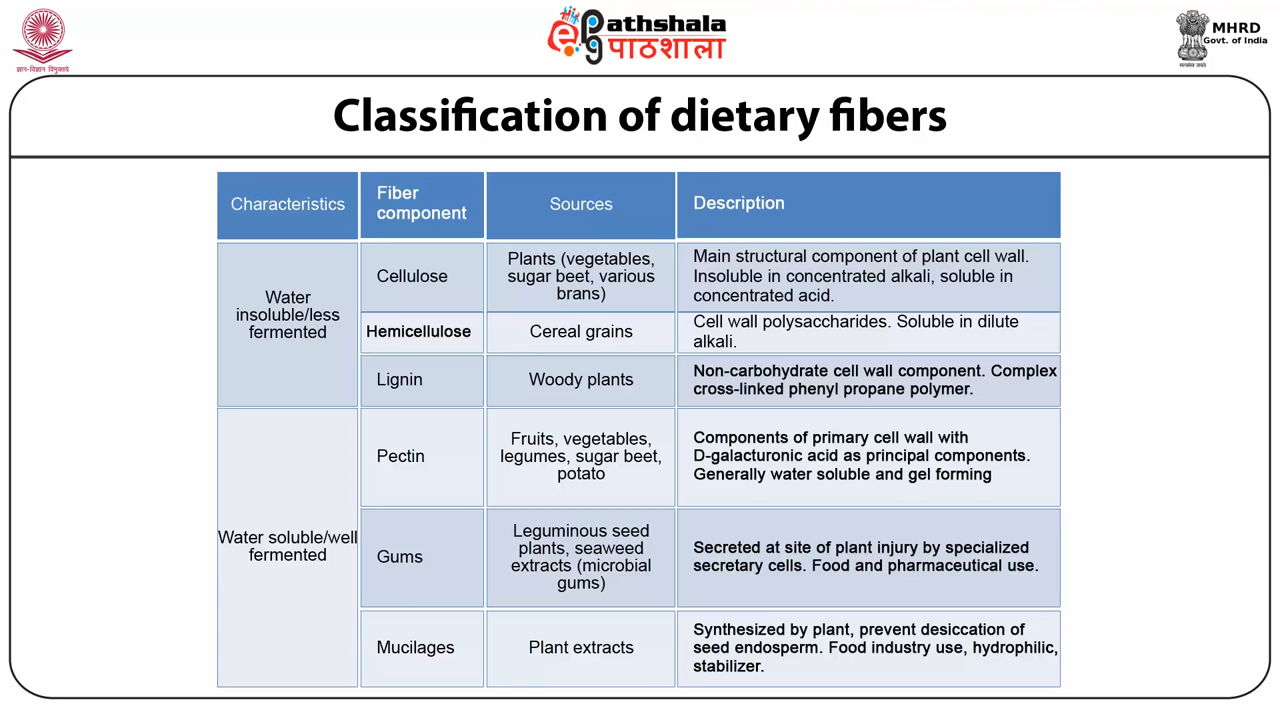 ज्ञान-विज्ञान विमुक्तये
ePg
athshala
पाठशाला
MHRD
Govt. of India
सत्यमेव जयते
Classification of dietary fibers
Characteristics
Fiber
component
Sources
Description
Water
insoluble/less
fermented
Cellulose
Plants (vegetables,
sugar beet, various
brans)
Main structural component of plant cell wall.
Insoluble in concentrated alkali, soluble in
concentrated acid.
Hemicellulose
Cereal grains
Cell wall polysaccharides. Soluble in dilute
alkali.
Lignin
Woody plants
Non-carbohydrate cell wall component. Complex
cross-linked phenyl propane polymer.
Water soluble/well
fermented
Pectin
Fruits, vegetables,
legumes, sugar beet,
potato
Components of primary cell wall with
D-galacturonic acid as principal components.
Generally water soluble and gel forming
Gums
Leguminous seed
plants, seaweed
extracts (microbial
gums)
Secreted at site of plant injury by specialized
secretary cells. Food and pharmaceutical use.
Mucilages
Plant extracts
Synthesized by plant, prevent desiccation of
seed endosperm. Food industry use, hydrophilic,
stabilizer.